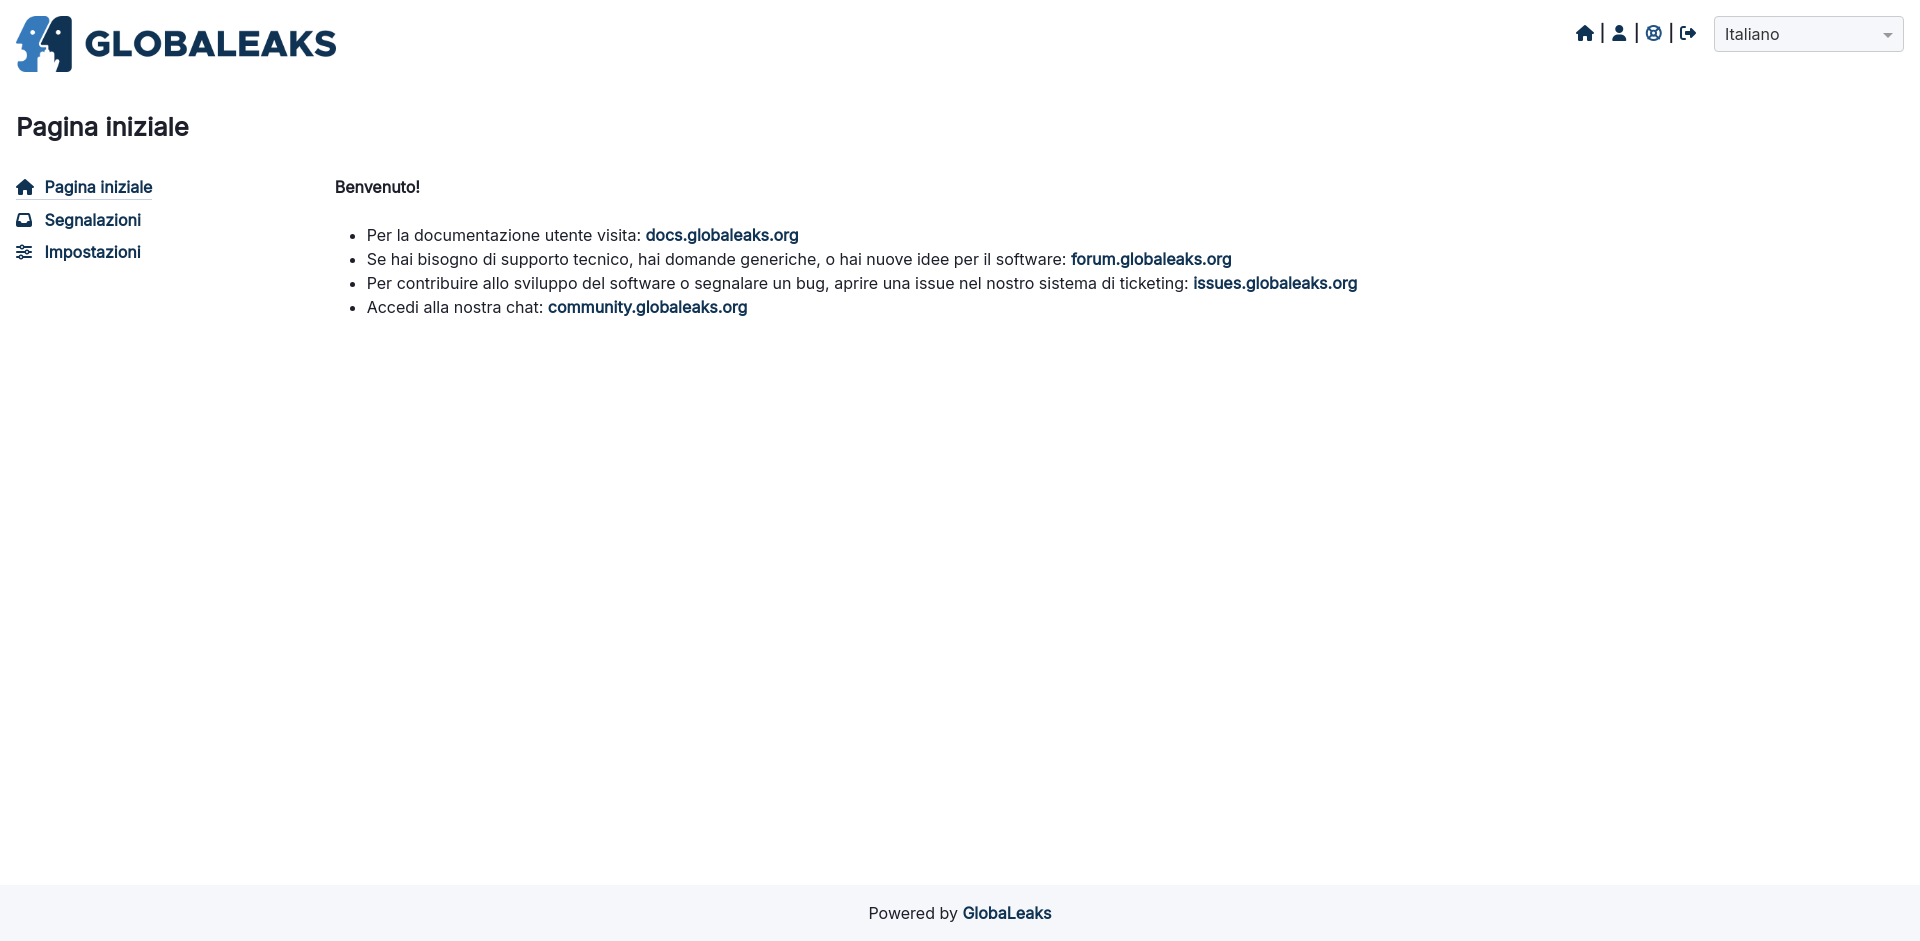 GLOBALEAKS
Italiano
Pagina iniziale
Pagina iniziale
Segnalazioni
Impostazioni
Benvenuto!
Per la documentazione utente visita: docs.globaleaks.org
Se hai bisogno di supporto tecnico, hai domande generiche, o hai nuove idee per il software: forum.globaleaks.org
Per contribuire allo sviluppo del software o segnalare un bug, aprire una issue nel nostro sistema di ticketing: issues.globaleaks.org
Accedi alla nostra chat: community.globaleaks.org
Powered by GlobaLeaks